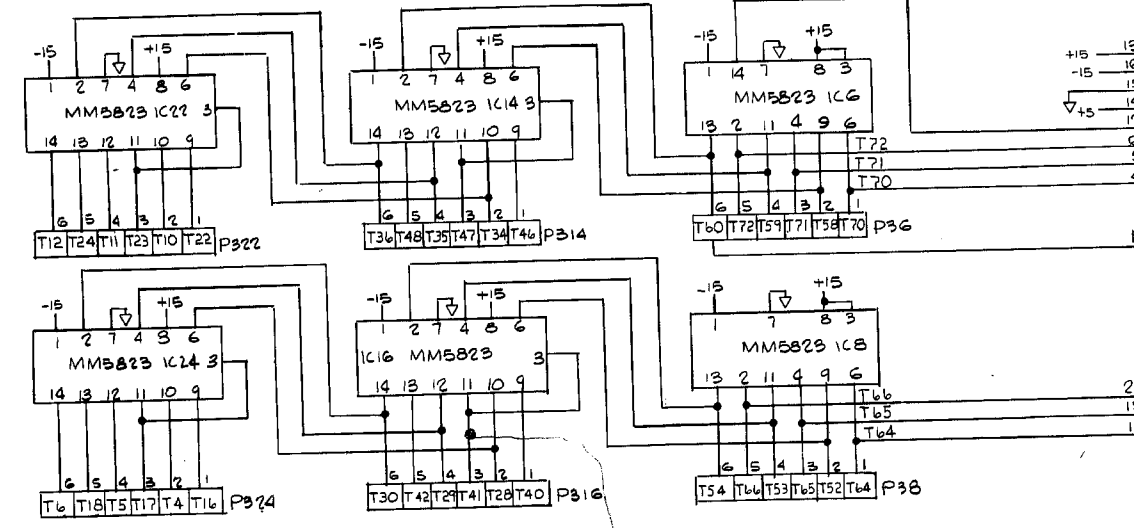 -15 +15
1 2 7 4 8 6
MM5823 IC22 3
14 13 12 11 10 9
6 5 4 3 2 1
T12 T24 T11 T23 T10 T22 P322
-15 +15
1 2 7 4 8 6
MM5823 IC14 3
14 13 12 11 10 9
6 5 4 3 2 1
T36 T48 T35 T47 T34 T46 P314
-15 +15
1 14 7 8 3
MM5823 IC6
13 2 11 4 9 6
T72
T71
T70
6 5 4 3 2 1
T60 T72 T59 T71 T58 T70 P36
+15
-15
+5
-15 +15
1 2 7 4 8 6
MM5823 IC24 3
14 13 12 11 10 9
6 5 4 3 2 1
T6 T18 T5 T17 T4 T16 P324
-15 +15
1 2 7 4 8 6
IC16 MM5823 3
14 13 12 11 10 9
6 5 4 3 2 1
T30 T42 T29 T41 T28 T40 P316
-15 +15
1 7 8 3
MM5823 IC8
13 2 11 4 9 6
T66
T65
T64
6 5 4 3 2 1
T54 T66 T53 T65 T52 T64 P38